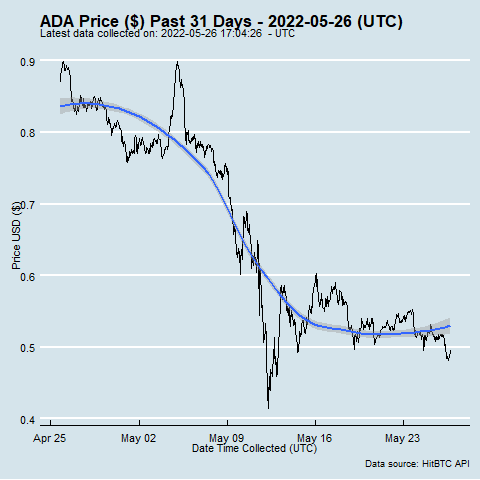 ADA Price ($) Past 31 Days - 2022-05-26 (UTC)
Latest data collected on: 2022-05-26 17:04:26 - UTC
0.9
0.8
0.7
0.6
0.5
0.4
Price USD ($)
Apr 25 May 02 May 09 May 16 May 23
Date Time Collected (UTC)
Data source: HitBTC API